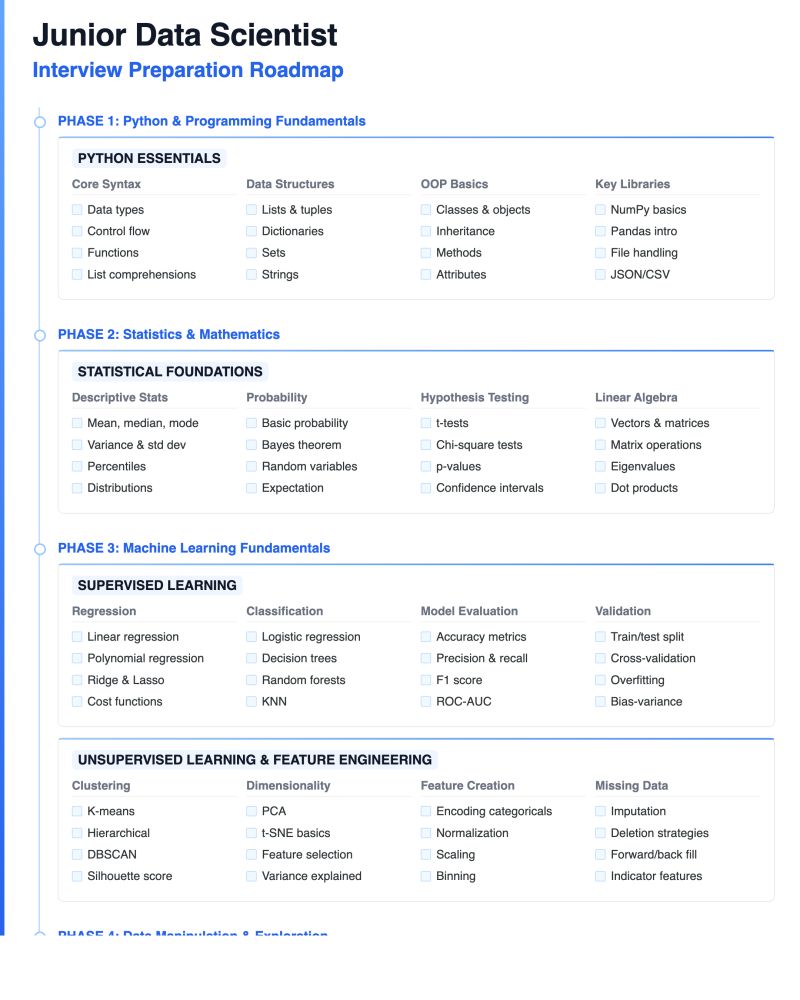 Junior Data Scientist
Interview Preparation Roadmap
PHASE 1: Python & Programming Fundamentals
PYTHON ESSENTIALS
Core Syntax
Data types
Control flow
Functions
List comprehensions
Data Structures
Lists & tuples
Dictionaries
Sets
Strings
OOP Basics
Classes & objects
Inheritance
Methods
Attributes
Key Libraries
NumPy basics
Pandas intro
File handling
JSON/CSV
PHASE 2: Statistics & Mathematics
STATISTICAL FOUNDATIONS
Descriptive Stats
Mean, median, mode
Variance & std dev
Percentiles
Distributions
Probability
Basic probability
Bayes theorem
Random variables
Expectation
Hypothesis Testing
t-tests
Chi-square tests
p-values
Confidence intervals
Linear Algebra
Vectors & matrices
Matrix operations
Eigenvalues
Dot products
PHASE 3: Machine Learning Fundamentals
SUPERVISED LEARNING
Regression
Linear regression
Polynomial regression
Ridge & Lasso
Cost functions
Classification
Logistic regression
Decision trees
Random forests
KNN
Model Evaluation
Accuracy metrics
Precision & recall
F1 score
ROC-AUC
Validation
Train/test split
Cross-validation
Overfitting
Bias-variance
UNSUPERVISED LEARNING & FEATURE ENGINEERING
Clustering
K-means
Hierarchical
DBSCAN
Silhouette score
Dimensionality
PCA
t-SNE basics
Feature selection
Variance explained
Feature Creation
Encoding categoricals
Normalization
Scaling
Binning
Missing Data
Imputation
Deletion strategies
Forward/back fill
Indicator features
PHASE 4: Data Manipulation & Exploration